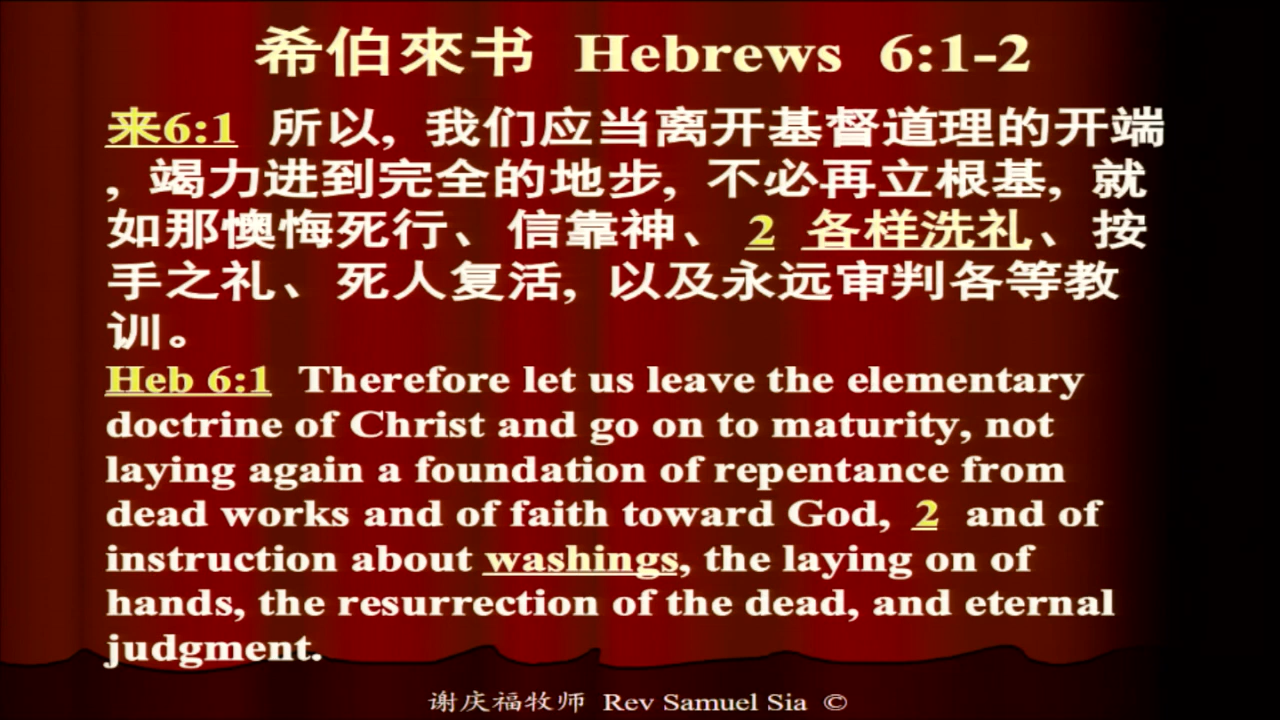 希伯來书 Hebrews 6:1-2
来6:1 所以, 我们应当离开基督道理的开端
, 竭力进到完全的地步, 不必再立根基, 就
如那懊悔死行、信靠神、 2 各样洗礼、按
手之礼、死人复活, 以及永远审判各等教
训。
Heb 6:1 Therefore let us leave the elementary
doctrine of Christ and go on to maturity, not
laying again a foundation of repentance from
dead works and of faith toward God, 2 and of
instruction about washings, the laying on of
hands, the resurrection of the dead, and eternal
judgment.
谢庆福牧师 Rev Samuel Sia ©